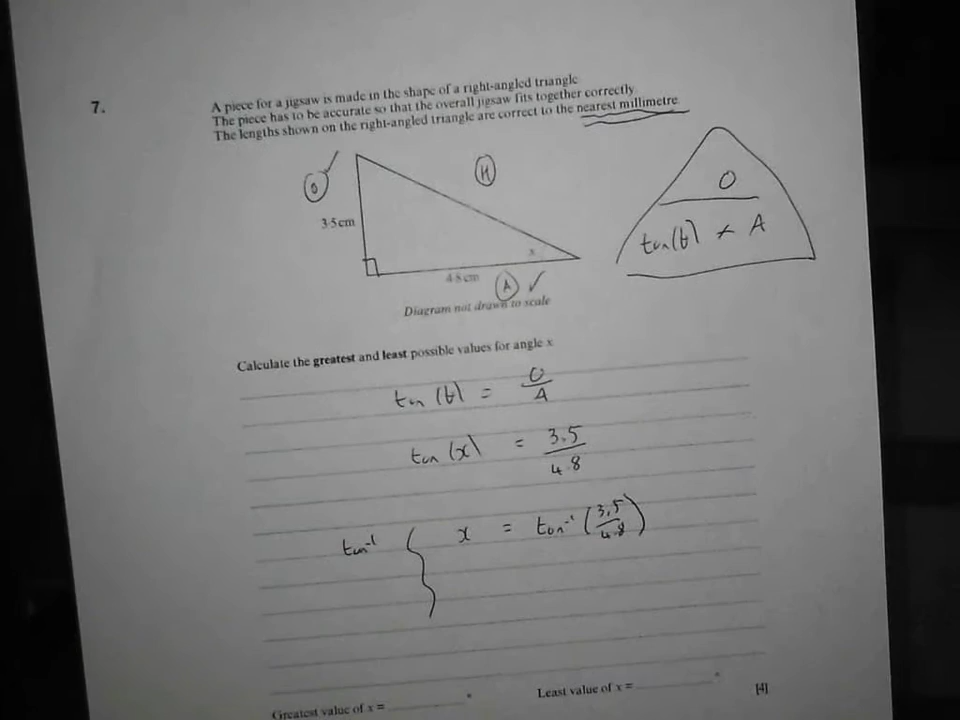 7.
A piece for a jigsaw is made in the shape of a right-angled triangle
The piece has to be accurate so that the overall jigsaw fits together correctly
The lengths shown on the right-angled triangle are correct to the nearest millimetre
O
H
3·5cm
x
4·8cm
A
O
tan(θ) × A
Diagram not drawn to scale
Calculate the greatest and least possible values for angle x
tan (θ) = O/A
tan (x) = 3.5/4.8
tan⁻¹ { x = tan⁻¹ (3.5/4.8)
Greatest value of x = ________ °
Least value of x = ________ °
[4]